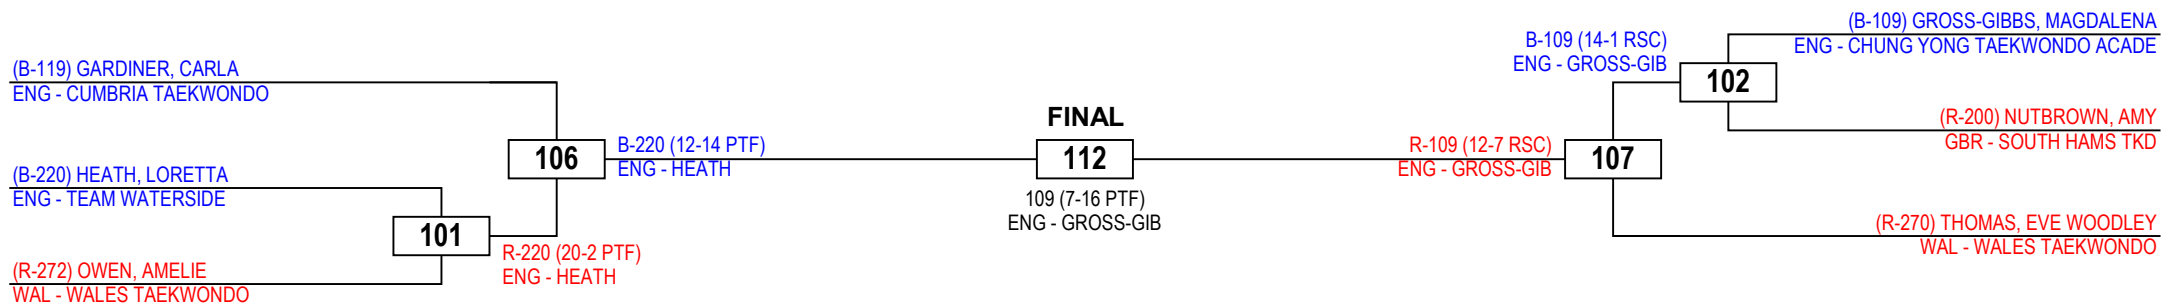 (B-119) GARDINER, CARLA
ENG - CUMBRIA TAEKWONDO
(B-220) HEATH, LORETTA
ENG - TEAM WATERSIDE
(R-272) OWEN, AMELIE
WAL - WALES TAEKWONDO
101
R-220 (20-2 PTF)
ENG - HEATH
106
B-220 (12-14 PTF)
ENG - HEATH
FINAL
112
109 (7-16 PTF)
ENG - GROSS-GIB
R-109 (12-7 RSC)
ENG - GROSS-GIB
107
B-109 (14-1 RSC)
ENG - GROSS-GIB
102
(B-109) GROSS-GIBBS, MAGDALENA
ENG - CHUNG YONG TAEKWONDO ACADE
(R-200) NUTBROWN, AMY
GBR - SOUTH HAMS TKD
(R-270) THOMAS, EVE WOODLEY
WAL - WALES TAEKWONDO